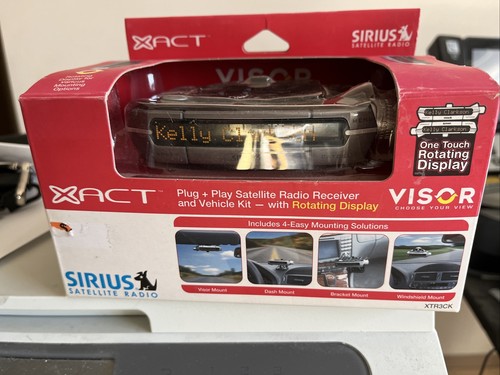 XACT
SIRIUS
SATELLITE RADIO
VISOR
Mounting
Options
Kelly
Kelly Clarkson
Kelly Clarkson
One Touch
Rotating
Display
XACT
Plug + Play Satellite Radio Receiver
and Vehicle Kit — with Rotating Display
VISOR
CHOOSE YOUR VIEW
Includes 4-Easy Mounting Solutions
Visor Mount
Dash Mount
Bracket Mount
Windshield Mount
SIRIUS
SATELLITE RADIO
XTR3CK